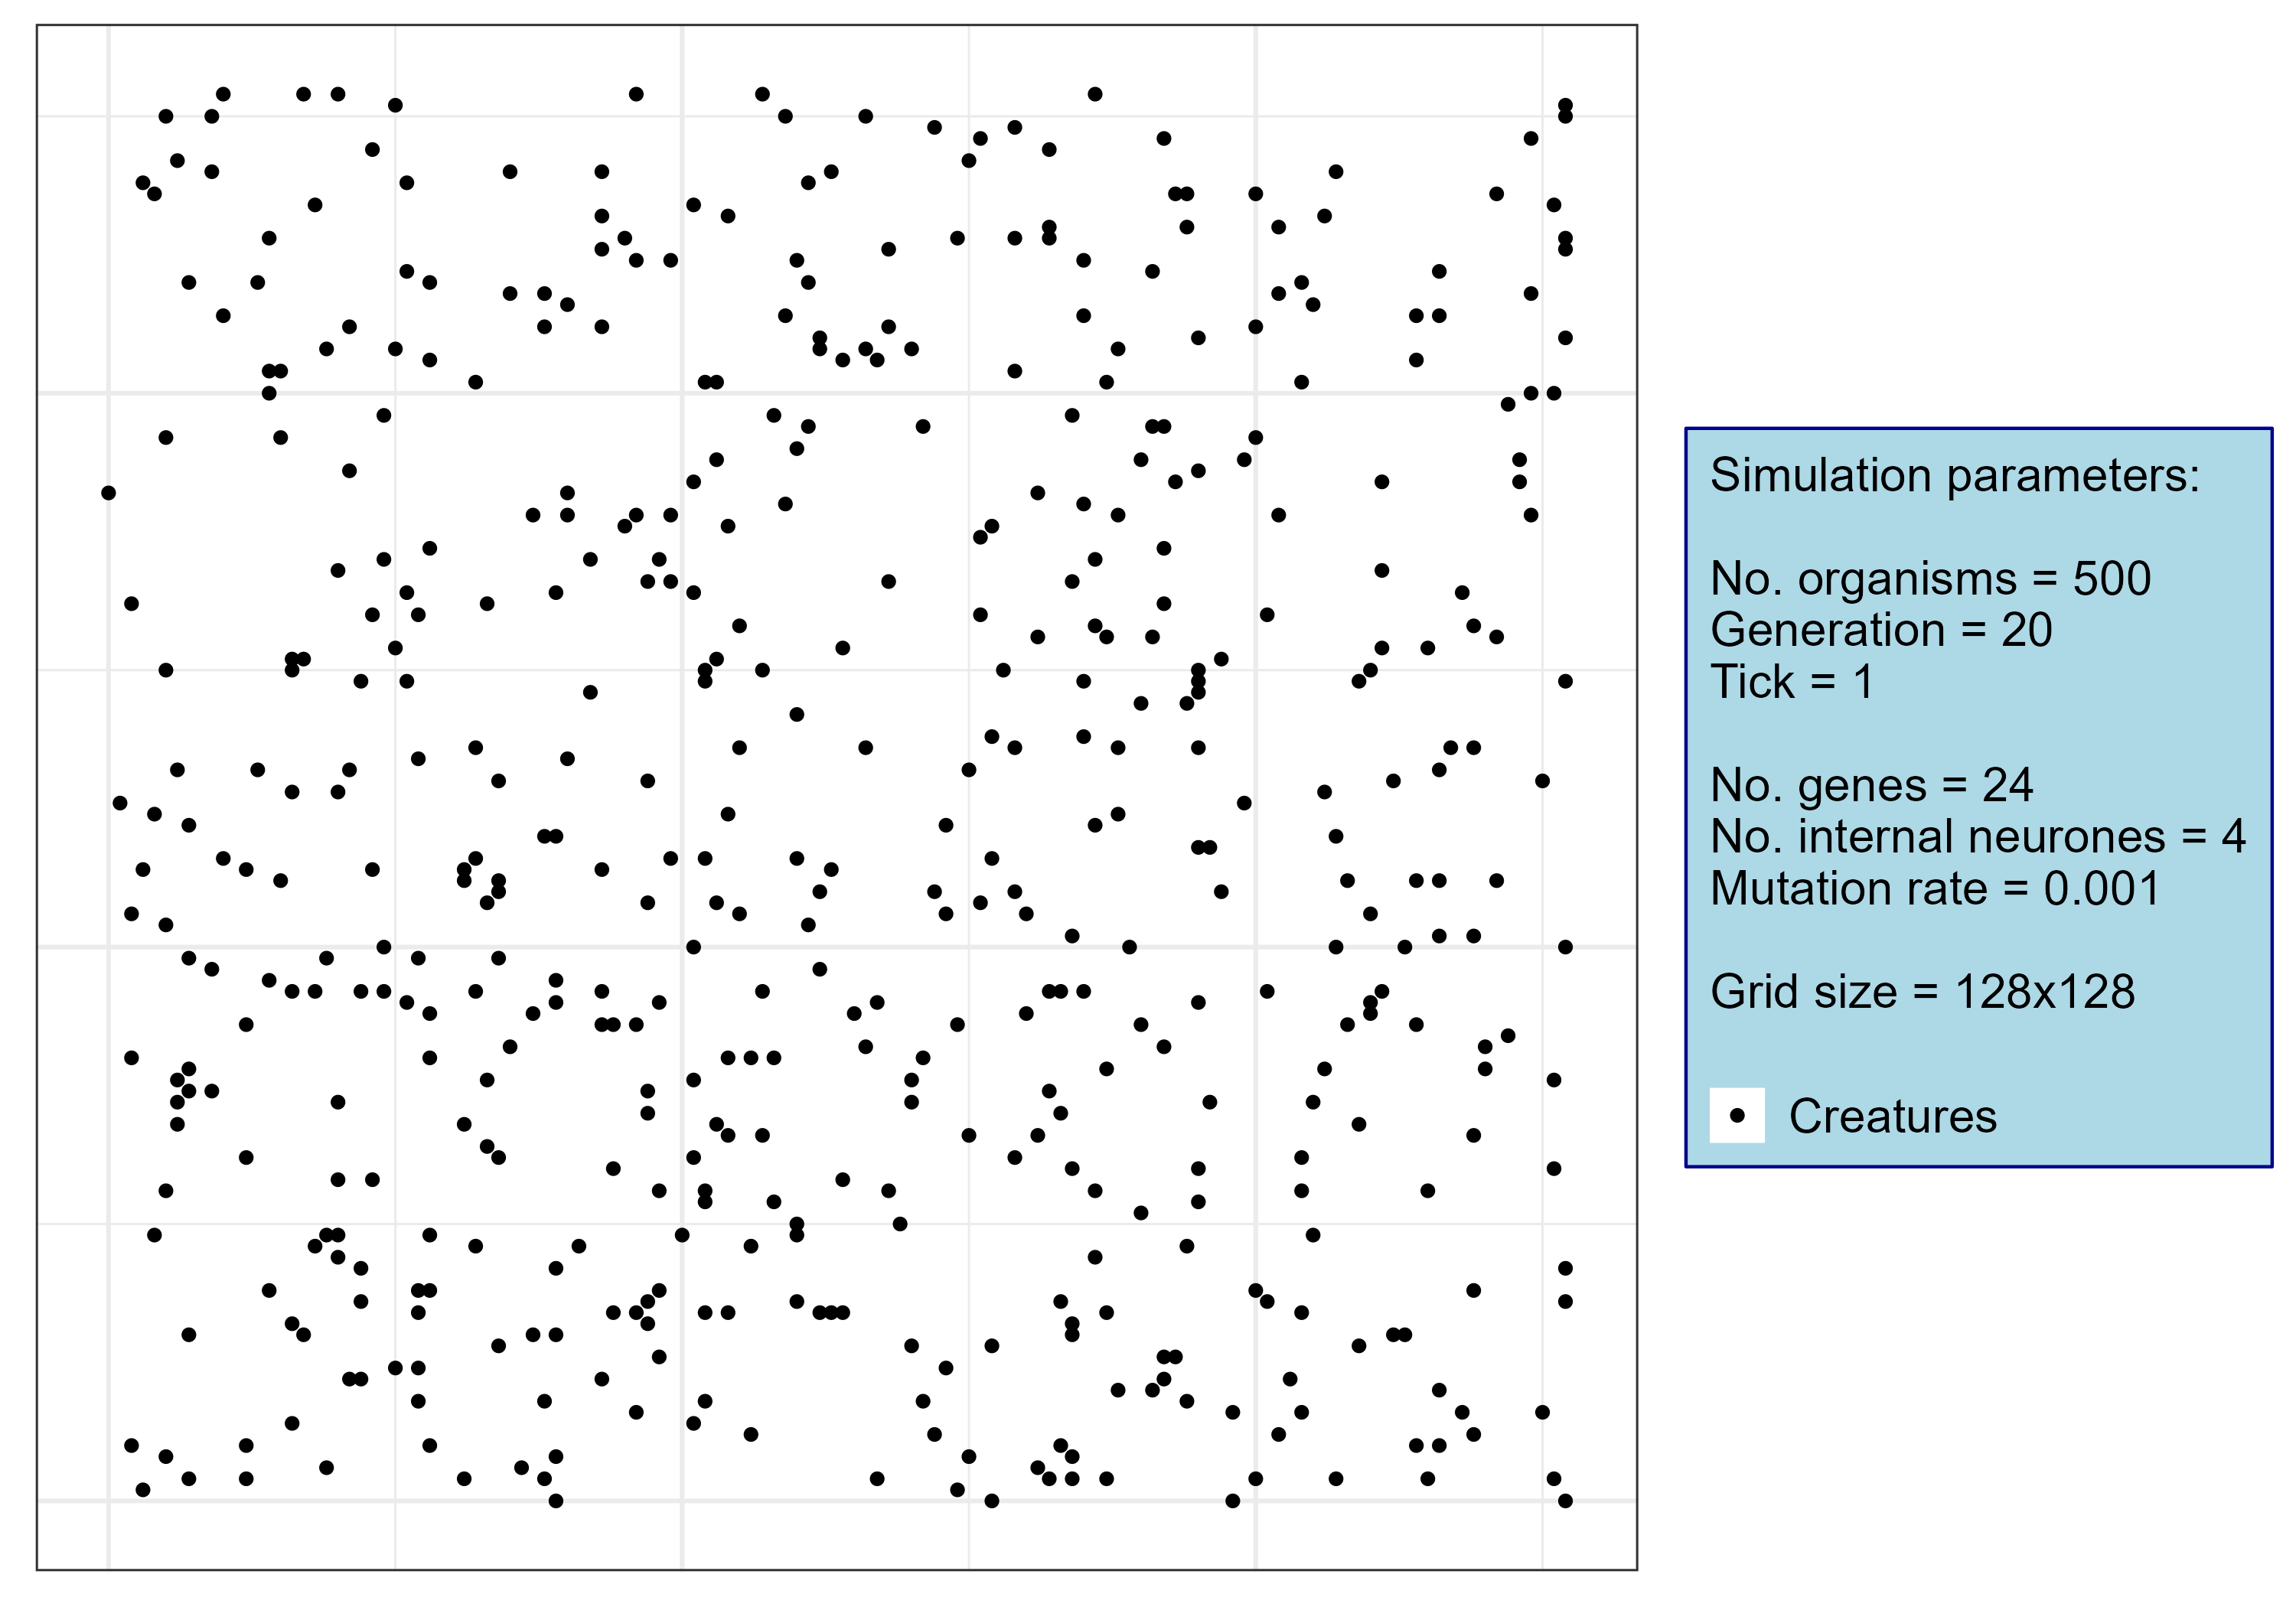 Simulation parameters:
No. organisms = 500
Generation = 20
Tick = 1
No. genes = 24
No. internal neurones = 4
Mutation rate = 0.001
Grid size = 128x128
Creatures